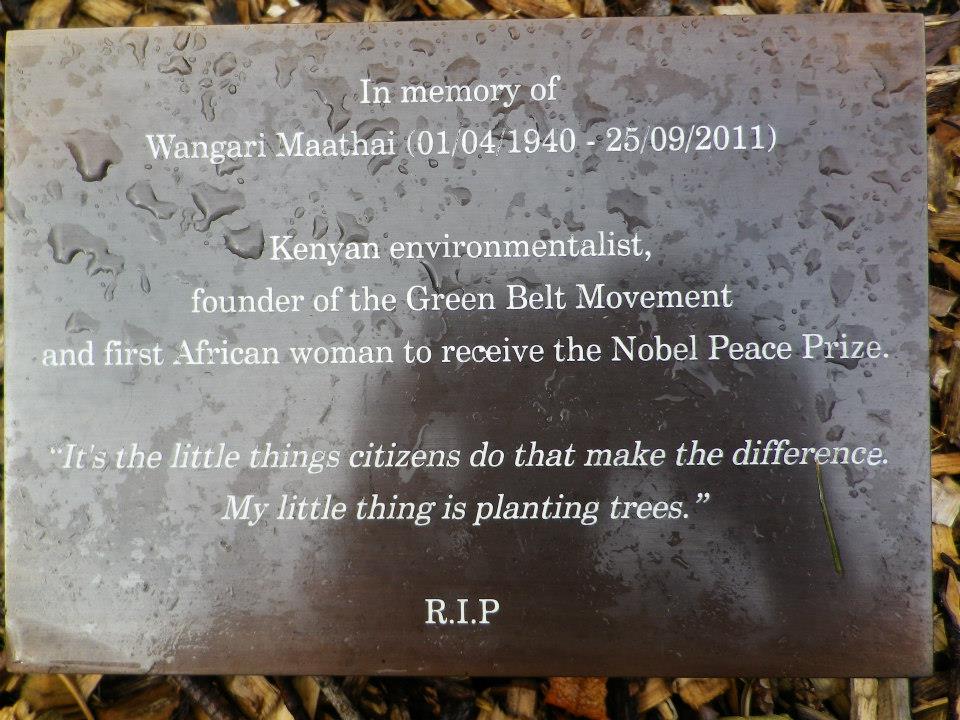 In memory of
Wangari Maathai (01/04/1940 - 25/09/2011)
Kenyan environmentalist,
founder of the Green Belt Movement
and first African woman to receive the Nobel Peace Prize.
“It's the little things citizens do that make the difference.
My little thing is planting trees.”
R.I.P